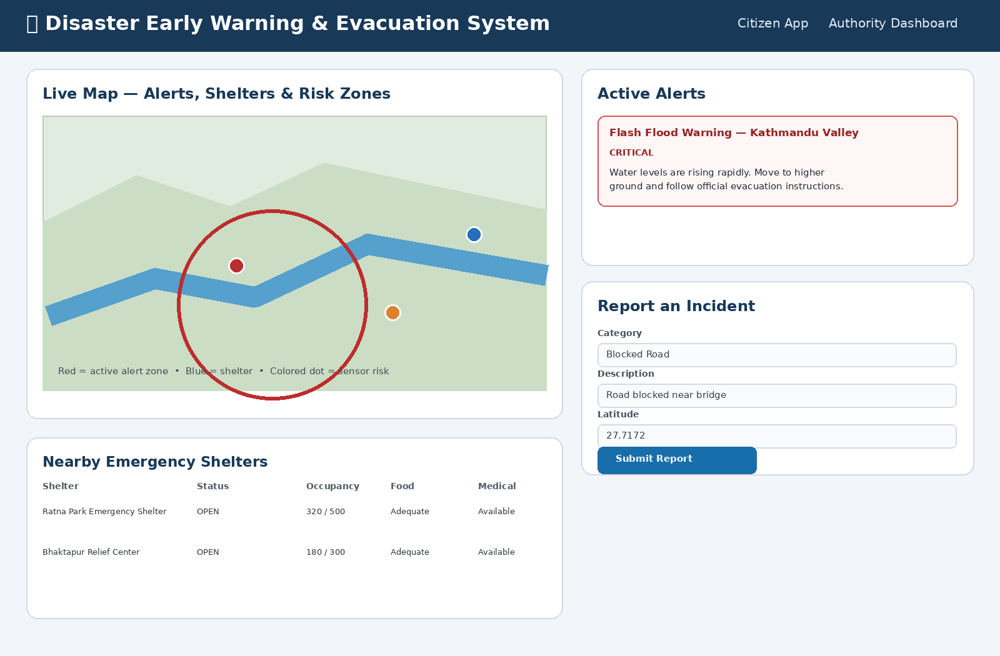 Disaster Early Warning & Evacuation System
Citizen App
Authority Dashboard
Live Map — Alerts, Shelters & Risk Zones
Red = active alert zone • Blue = shelter • Colored dot = sensor risk
Nearby Emergency Shelters
Shelter Status Occupancy Food Medical
Ratna Park Emergency Shelter OPEN 320 / 500 Adequate Available
Bhaktapur Relief Center OPEN 180 / 300 Adequate Available
Active Alerts
Flash Flood Warning — Kathmandu Valley
CRITICAL
Water levels are rising rapidly. Move to higher
ground and follow official evacuation instructions.
Report an Incident
Category
Blocked Road
Description
Road blocked near bridge
Latitude
27.7172
Submit Report